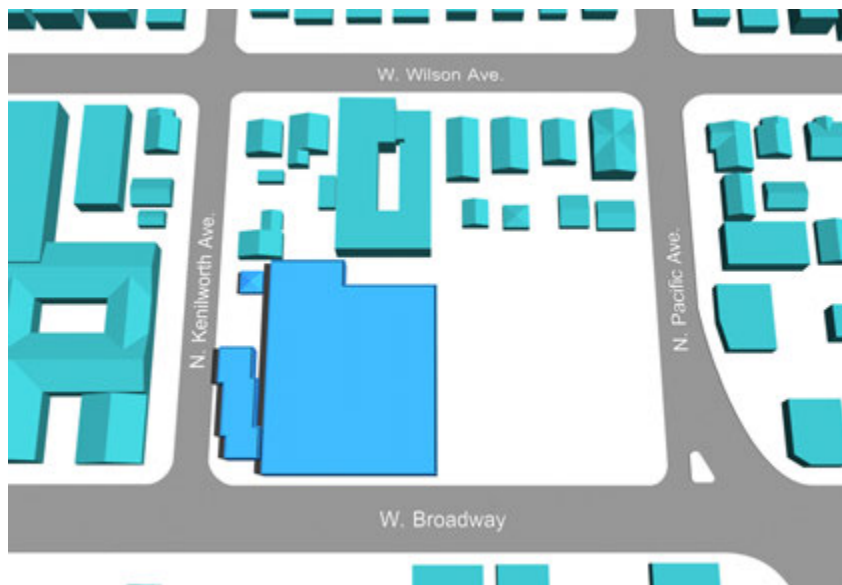 W. Wilson Ave.
N. Kenilworth Ave.
N. Pacific Ave.
W. Broadway